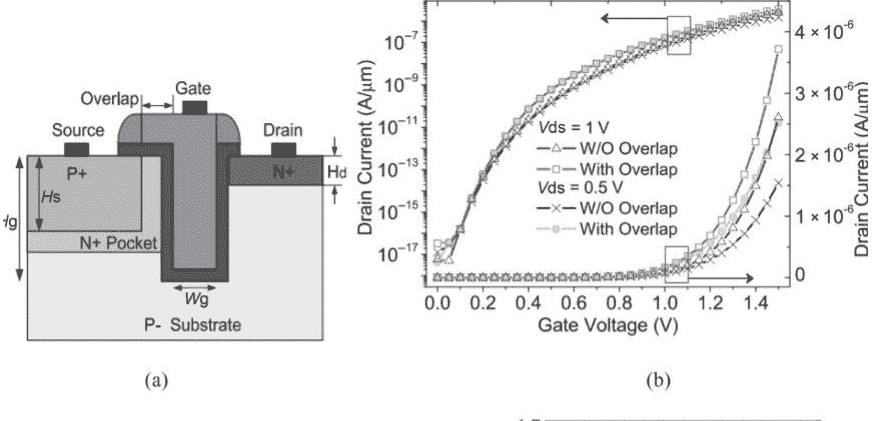 Gate
Overlap
Source
Drain
P+
N+
Hd
Hs
N+ Pocket
Wg
P- Substrate
(a)
Drain Current (A/μm)
10⁻⁷
10⁻⁹
10⁻¹¹
10⁻¹³
10⁻¹⁵
10⁻¹⁷
Vds = 1 V
W/O Overlap
With Overlap
Vds = 0.5 V
W/O Overlap
With Overlap
4 × 10⁻⁶
3 × 10⁻⁶
2 × 10⁻⁶
1 × 10⁻⁶
0
Drain Current (A/μm)
0.0 0.2 0.4 0.6 0.8 1.0 1.2 1.4
Gate Voltage (V)
(b)